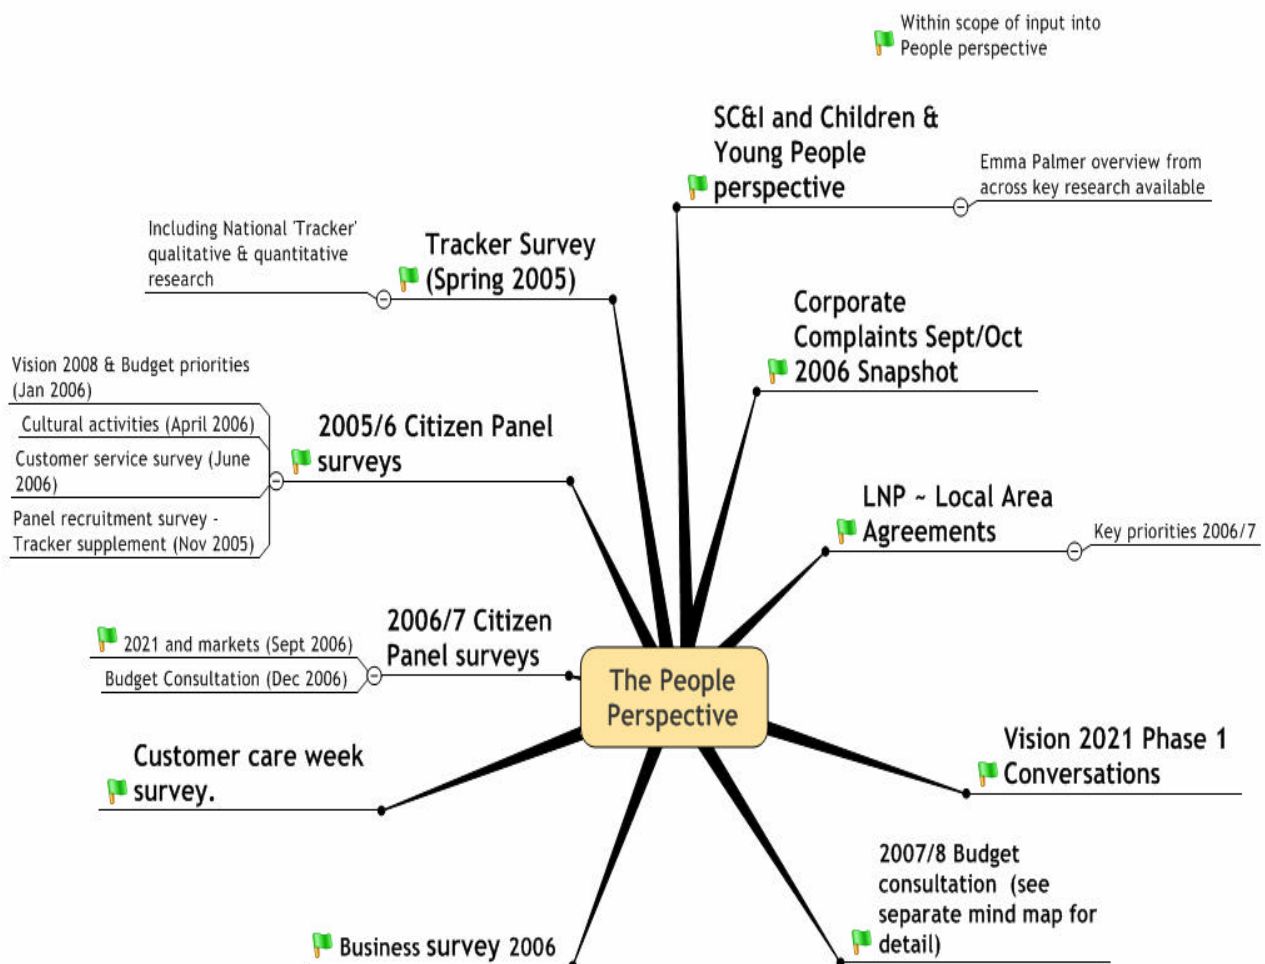 Within scope of input into
People perspective
SC&I and Children &
Young People
perspective
Emma Palmer overview from
across key research available
Including National 'Tracker'
qualitative & quantitative
research
Tracker Survey
(Spring 2005)
Corporate
Complaints Sept/Oct
2006 Snapshot
Vision 2008 & Budget priorities
(Jan 2006)
Cultural activities (April 2006)
Customer service survey (June
2006)
Panel recruitment survey -
Tracker supplement (Nov 2005)
2005/6 Citizen Panel
surveys
LNP ~ Local Area
Agreements
Key priorities 2006/7
2006/7 Citizen
Panel surveys
2021 and markets (Sept 2006)
Budget Consultation (Dec 2006)
The People
Perspective
Customer care week
survey.
Vision 2021 Phase 1
Conversations
2007/8 Budget
consultation (see
separate mind map for
detail)
Business survey 2006